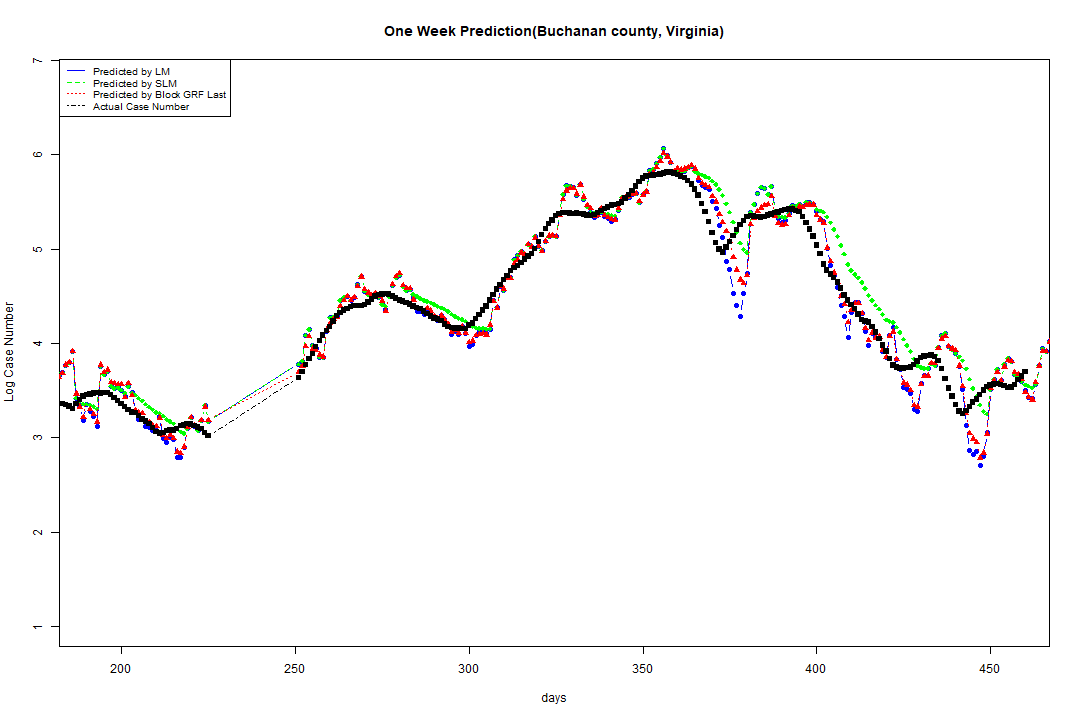 One Week Prediction(Buchanan county, Virginia)
Predicted by LM
Predicted by SLM
Predicted by Block GRF Last
Actual Case Number
7
6
5
4
3
2
1
Log Case Number
200 250 300 350 400 450
days